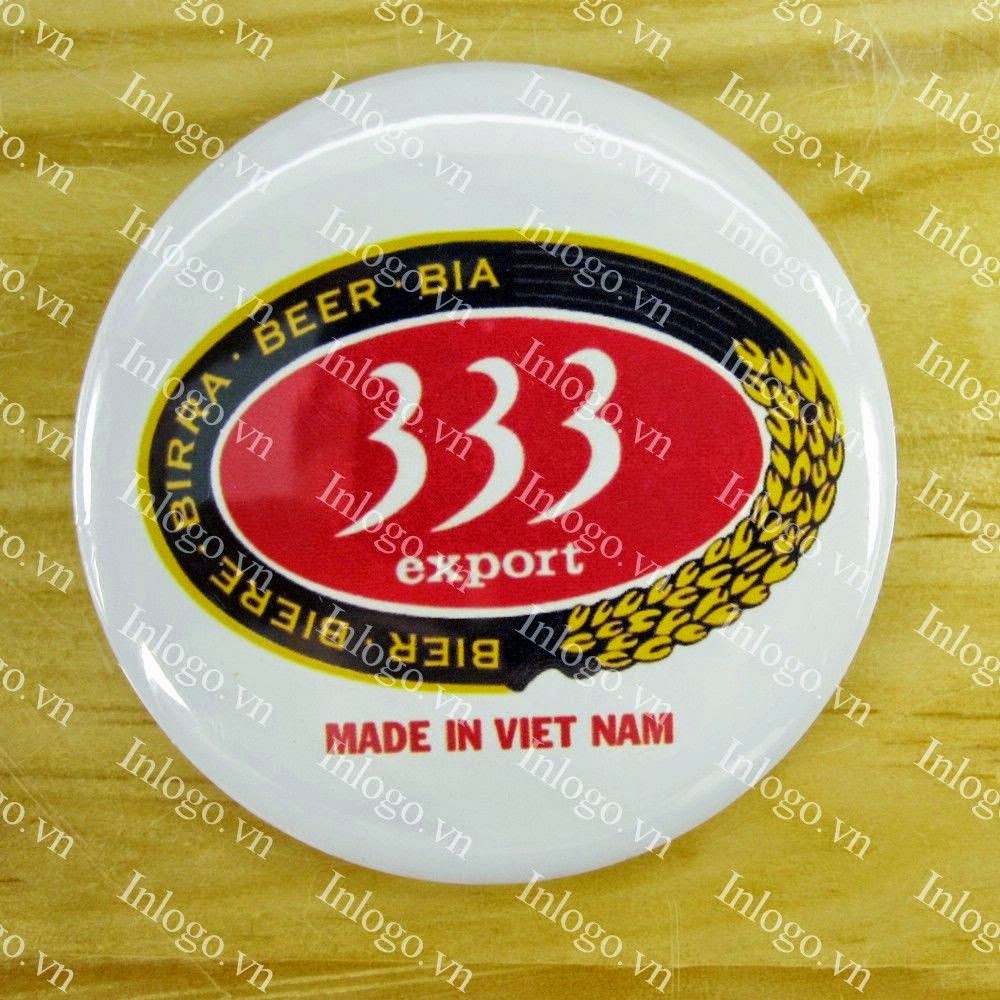 BIER · BIERE · BIRRA · BEER · BIA
333
export
MADE IN VIET NAM
Inlogo.vn